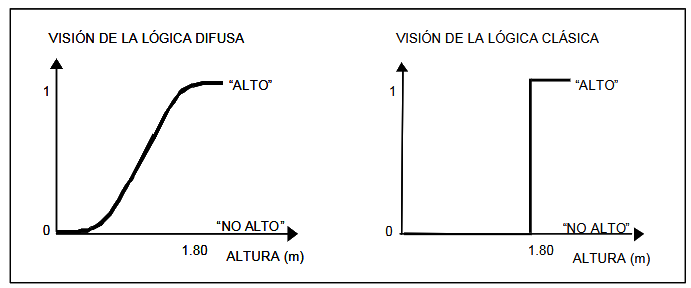 VISIÓN DE LA LÓGICA DIFUSA
1
“ALTO”
0
“NO ALTO”
1.80
ALTURA (m)
VISIÓN DE LA LÓGICA CLÁSICA
1
“ALTO”
0
“NO ALTO”
1.80
ALTURA (m)